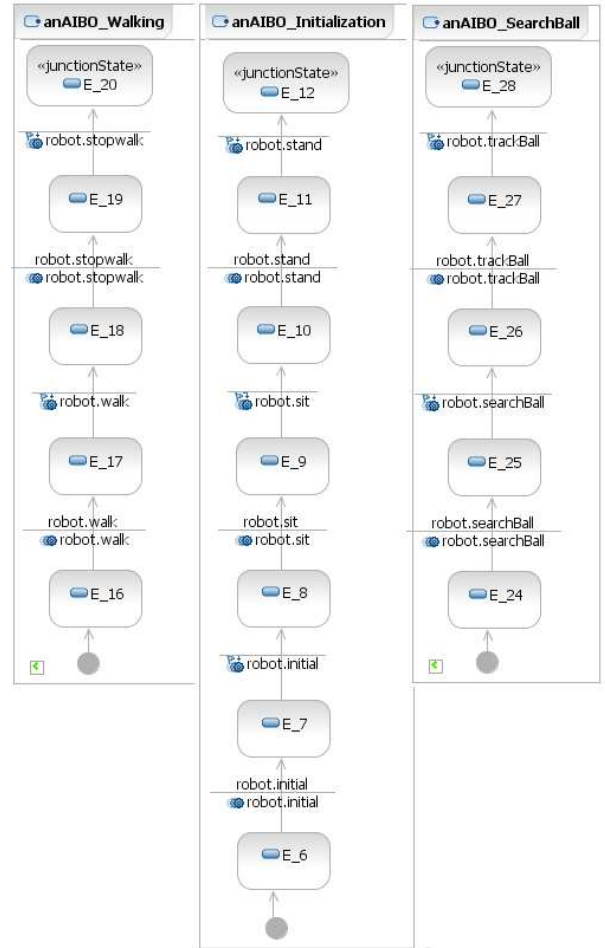 anAIBO_Walking
«junctionState»
E_20
robot.stopwalk
E_19
robot.stopwalk
robot.stopwalk
E_18
robot.walk
E_17
robot.walk
robot.walk
E_16
anAIBO_Initialization
«junctionState»
E_12
robot.stand
E_11
robot.stand
robot.stand
E_10
robot.sit
E_9
robot.sit
robot.sit
E_8
robot.initial
E_7
robot.initial
robot.initial
E_6
anAIBO_SearchBall
«junctionState»
E_28
robot.trackBall
E_27
robot.trackBall
robot.trackBall
E_26
robot.searchBall
E_25
robot.searchBall
robot.searchBall
E_24